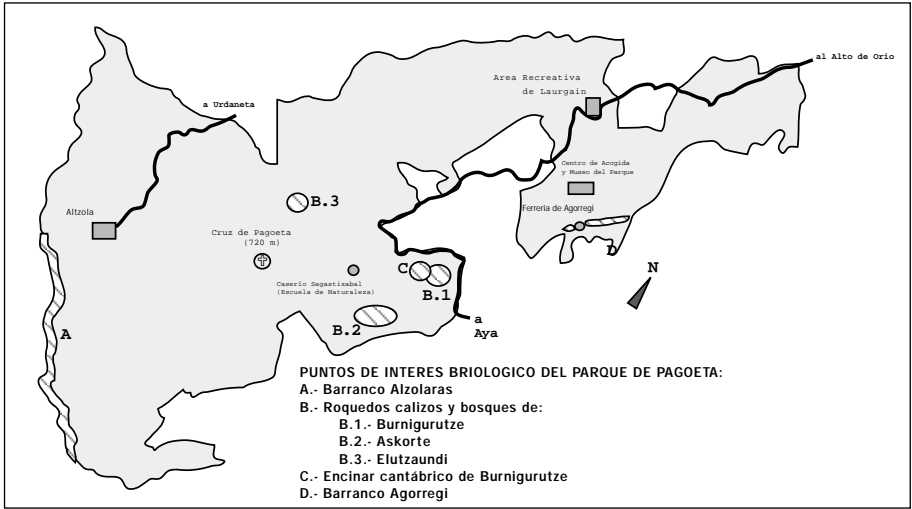 al Alto de Orio
Area Recreativa
de Laurgain
a Urdaneta
Centro de Acogida
y Museo del Parque
B.3
Altzola
Ferrería de Agorregi
Cruz de Pagoeta
(720 m)
D
N
C
Caserío Sagastizabal
(Escuela de Naturaleza)
B.1
B.2
A
a
Aya
PUNTOS DE INTERES BRIOLOGICO DEL PARQUE DE PAGOETA:
A.- Barranco Alzolaras
B.- Roquedos calizos y bosques de:
B.1.- Burnigurutze
B.2.- Askorte
B.3.- Elutzaundi
C.- Encinar cantábrico de Burnigurutze
D.- Barranco Agorregi